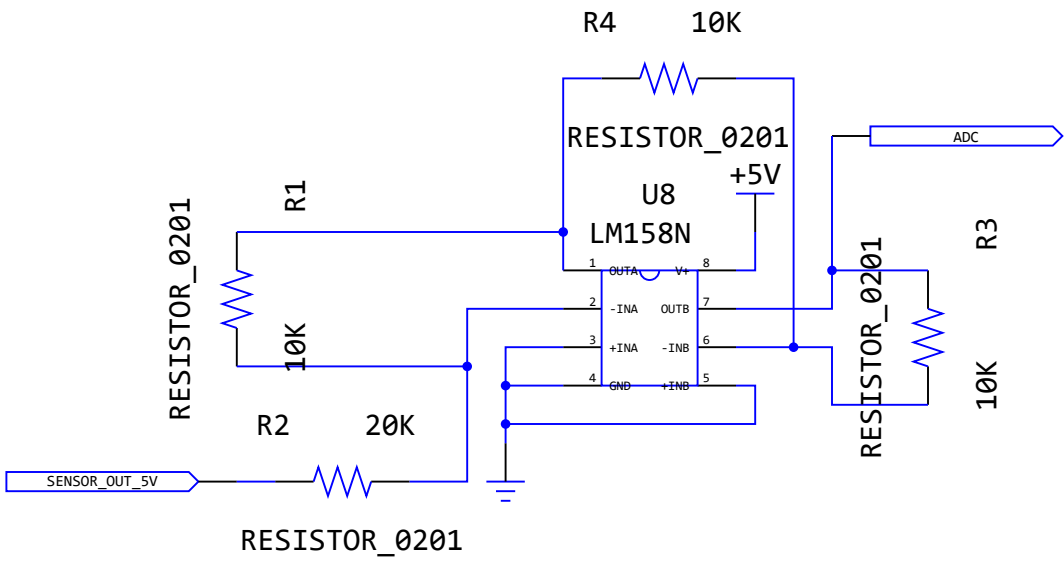 R4 10K
RESISTOR_0201
ADC
+5V
U8
LM158N
R1
RESISTOR_0201
10K
R3
RESISTOR_0201
10K
1 OUTA V+ 8
2 -INA OUTB 7
3 +INA -INB 6
4 GND +INB 5
R2 20K
SENSOR_OUT_5V
RESISTOR_0201